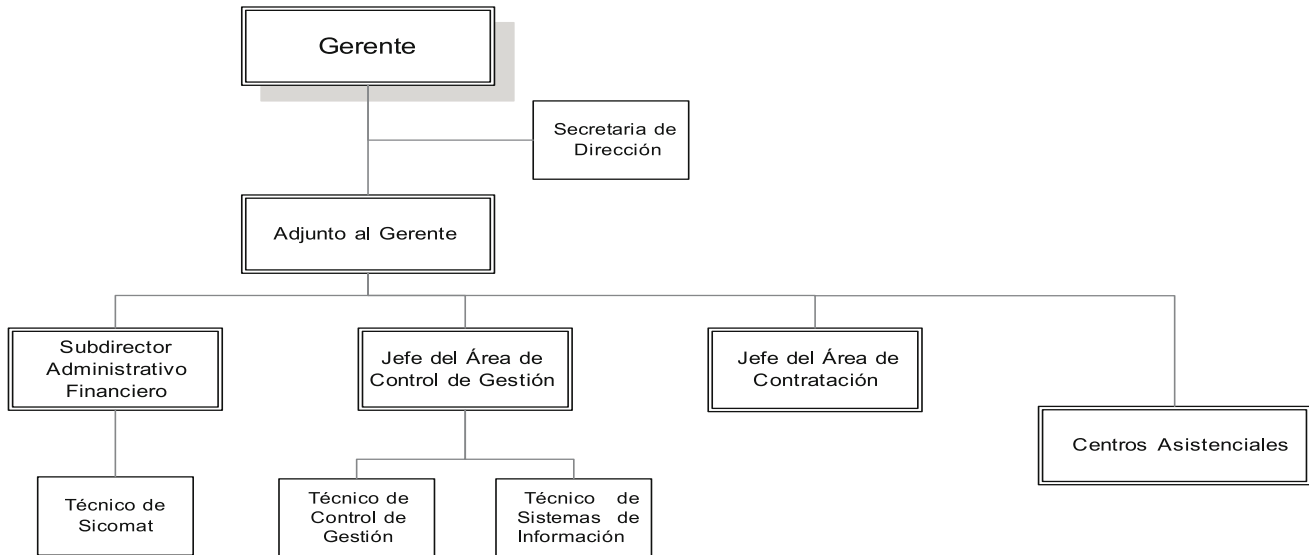 Gerente
Secretaria de
Dirección
Adjunto al Gerente
Subdirector
Administrativo
Financiero
Jefe del Área de
Control de Gestión
Jefe del Área de
Contratación
Centros Asistenciales
Técnico de
Sicomat
Técnico de
Control de
Gestión
Técnico de
Sistemas de
Información